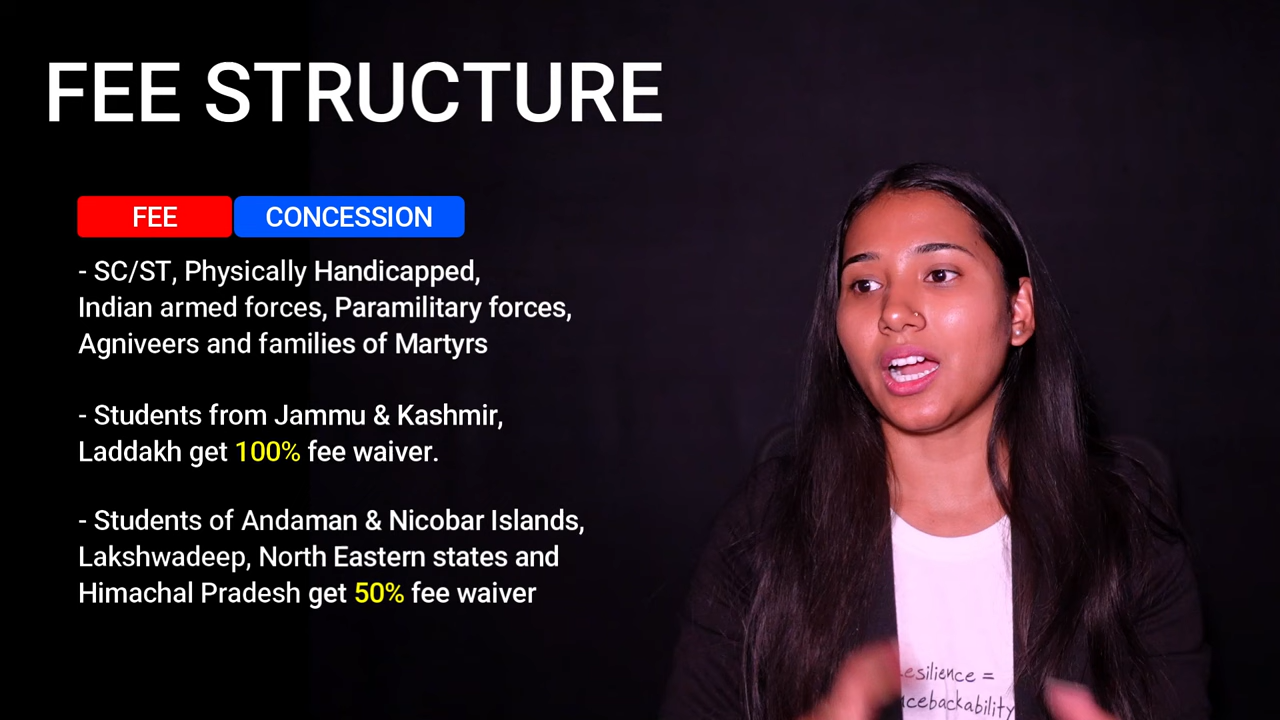 FEE STRUCTURE
FEE CONCESSION
- SC/ST, Physically Handicapped,
Indian armed forces, Paramilitary forces,
Agniveers and families of Martyrs
- Students from Jammu & Kashmir,
Laddakh get 100% fee waiver.
- Students of Andaman & Nicobar Islands,
Lakshwadeep, North Eastern states and
Himachal Pradesh get 50% fee waiver
esilience =
cebackability